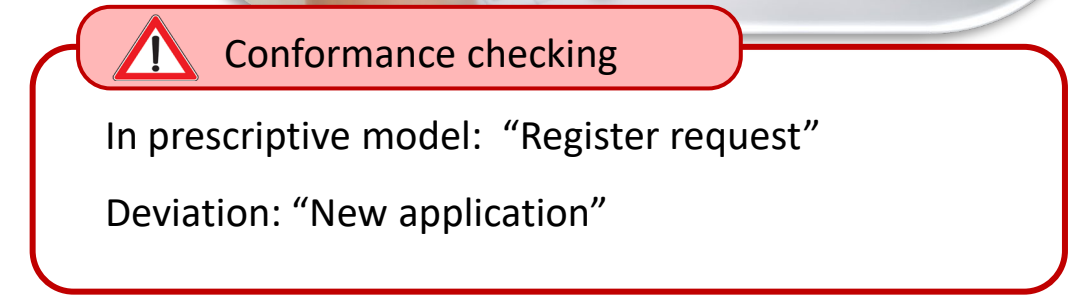 Conformance checking
In prescriptive model: “Register request”
Deviation: “New application”